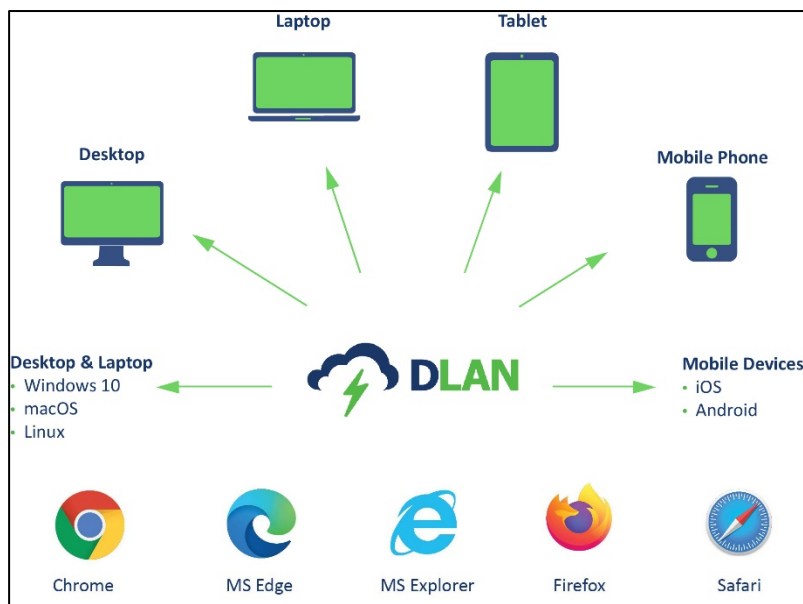 Laptop
Tablet
Desktop
Mobile Phone
Desktop & Laptop
• Windows 10
• macOS
• Linux
DLAN
Mobile Devices
• iOS
• Android
Chrome
MS Edge
MS Explorer
Firefox
Safari